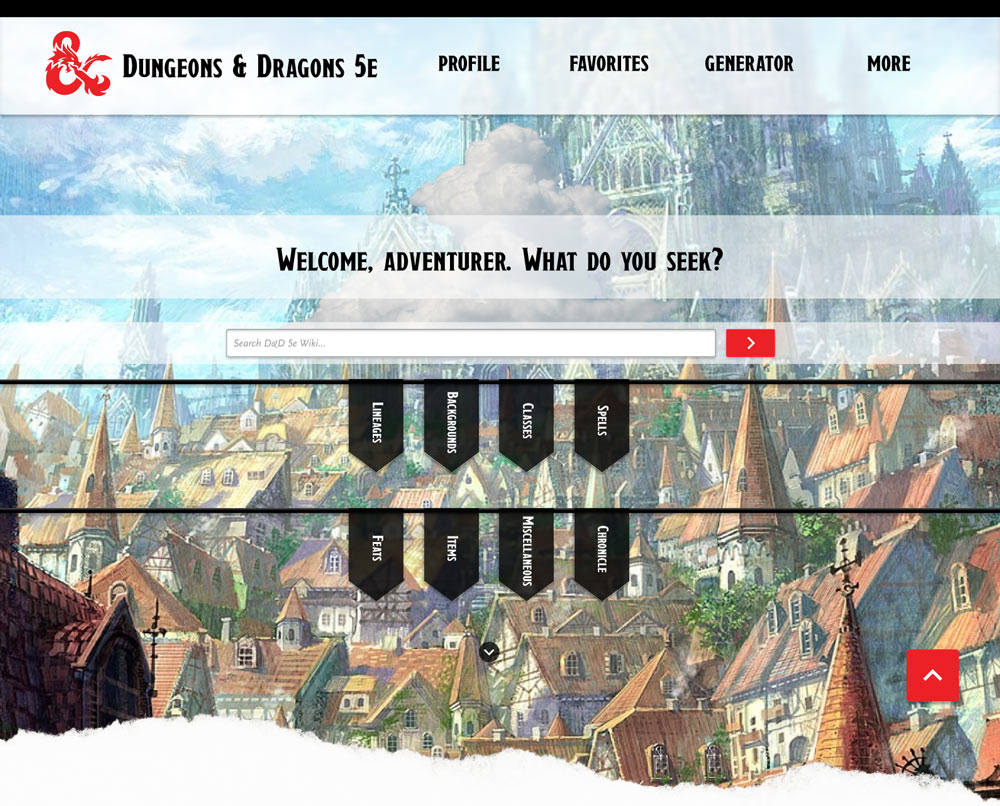 Dungeons & Dragons 5e
PROFILE
FAVORITES
GENERATOR
MORE
Welcome, adventurer. What do you seek?
Search D&D 5e Wiki...
Lineages
Backgrounds
Classes
Spells
Feats
Items
Miscellaneous
Chronicle